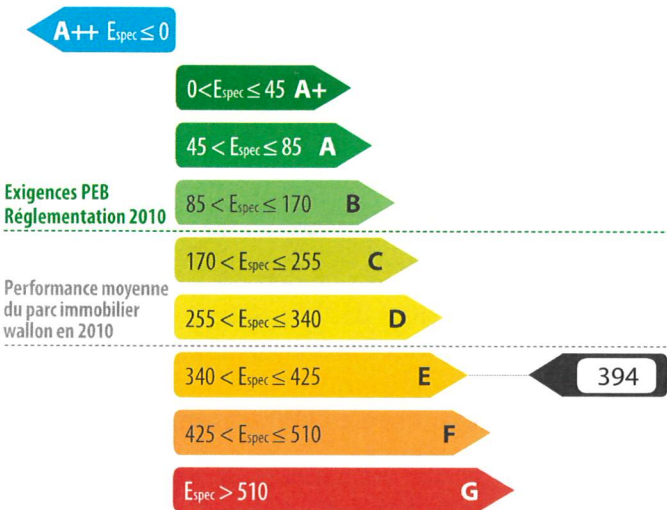 A++ Espec ≤ 0
0<Espec ≤ 45 A+
45 < Espec ≤ 85 A
Exigences PEB
Réglementation 2010
85 < Espec ≤ 170 B
170 < Espec ≤ 255 C
Performance moyenne
du parc immobilier
wallon en 2010
255 < Espec ≤ 340 D
340 < Espec ≤ 425 E
394
425 < Espec ≤ 510 F
Espec > 510 G